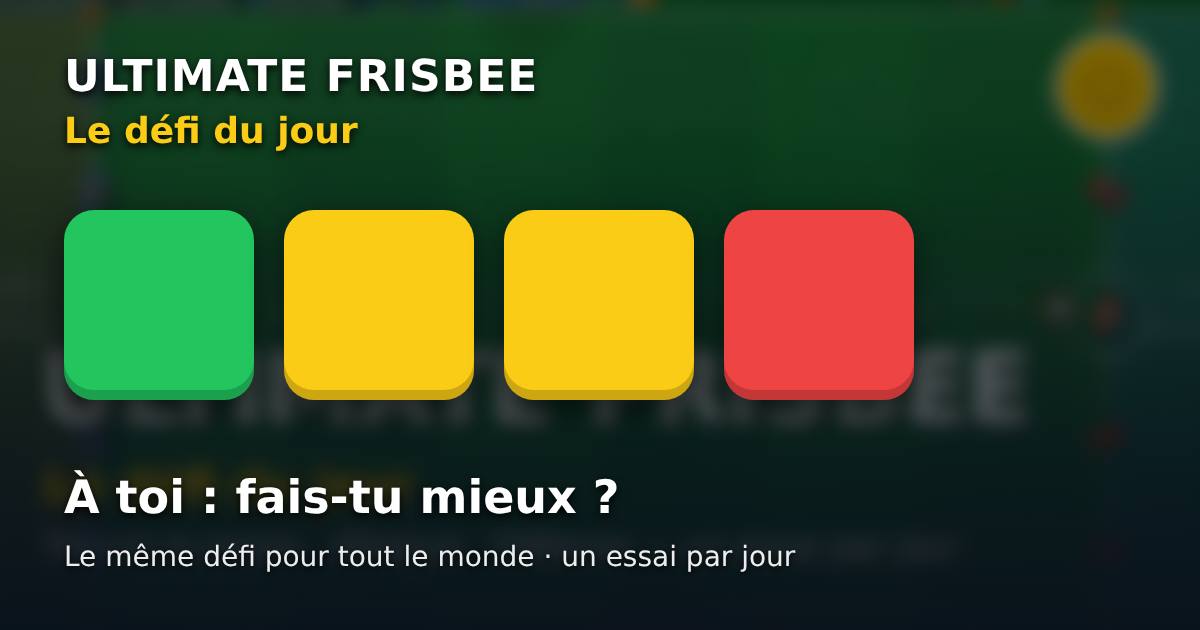 ULTIMATE FRISBEE
Le défi du jour
À toi : fais-tu mieux ?
Le même défi pour tout le monde · un essai par jour